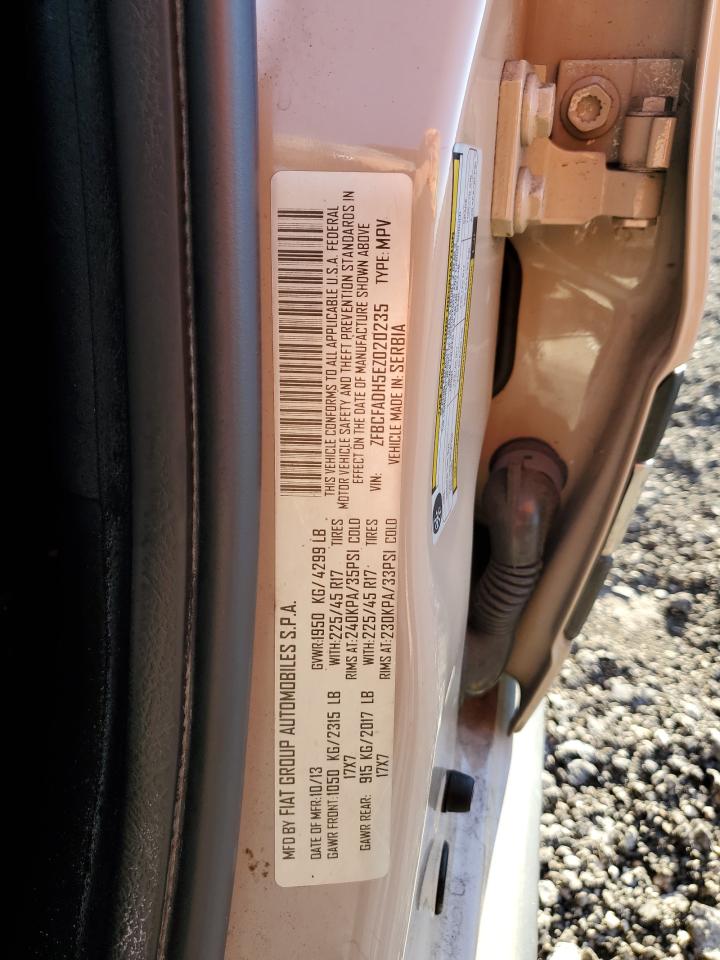 MFD BY FIAT GROUP AUTOMOBILES S.P.A.
DATE OF MFR:10/13 GVWR:1950 KG/4299 LB
GAWR FRONT:1050 KG/2315 LB WITH:225/45 R17 TIRES
17X7 RIMS AT:240KPA/35PSI COLD
GAWR REAR: 915 KG/2017 LB WITH:225/45 R17 TIRES
17X7 RIMS AT:230KPA/33PSI COLD
THIS VEHICLE CONFORMS TO ALL APPLICABLE U.S.A. FEDERAL
MOTOR VEHICLE SAFETY AND THEFT PREVENTION STANDARDS IN
EFFECT ON THE DATE OF MANUFACTURE SHOWN ABOVE
VIN: ZFBCFADH5EZ020235 TYPE: MPV
VEHICLE MADE IN: SERBIA